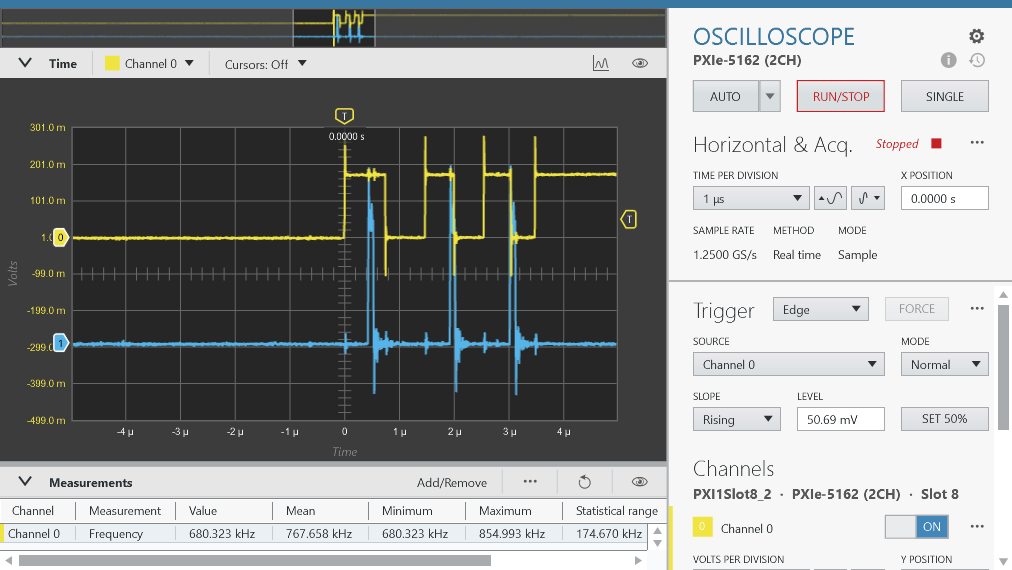 OSCILLOSCOPE
PXIe-5162 (2CH)
AUTO
RUN/STOP
SINGLE
Time
Channel 0
Cursors: Off
Horizontal & Acq.
Stopped
TIME PER DIVISION
X POSITION
1 µs
0.0000 s
SAMPLE RATE
METHOD
MODE
1.2500 GS/s
Real time
Sample
T
0.0000 s
301.0 m
201.0 m
101.0 m
1.0
0
T
-99.0 m
-199.0 m
-299.0
1
-399.0 m
-499.0 m
Volts
-4 µ
-3 µ
-2 µ
-1 µ
0
1 µ
2 µ
3 µ
4 µ
Time
Trigger
Edge
FORCE
SOURCE
MODE
Channel 0
Normal
SLOPE
LEVEL
Rising
50.69 mV
SET 50%
Channels
PXI1Slot8_2 · PXIe-5162 (2CH) · Slot 8
0
Channel 0
ON
VOLTS PER DIVISION
Y POSITION
Measurements
Add/Remove
Channel
Measurement
Value
Mean
Minimum
Maximum
Statistical range
Channel 0
Frequency
680.323 kHz
767.658 kHz
680.323 kHz
854.993 kHz
174.670 kHz